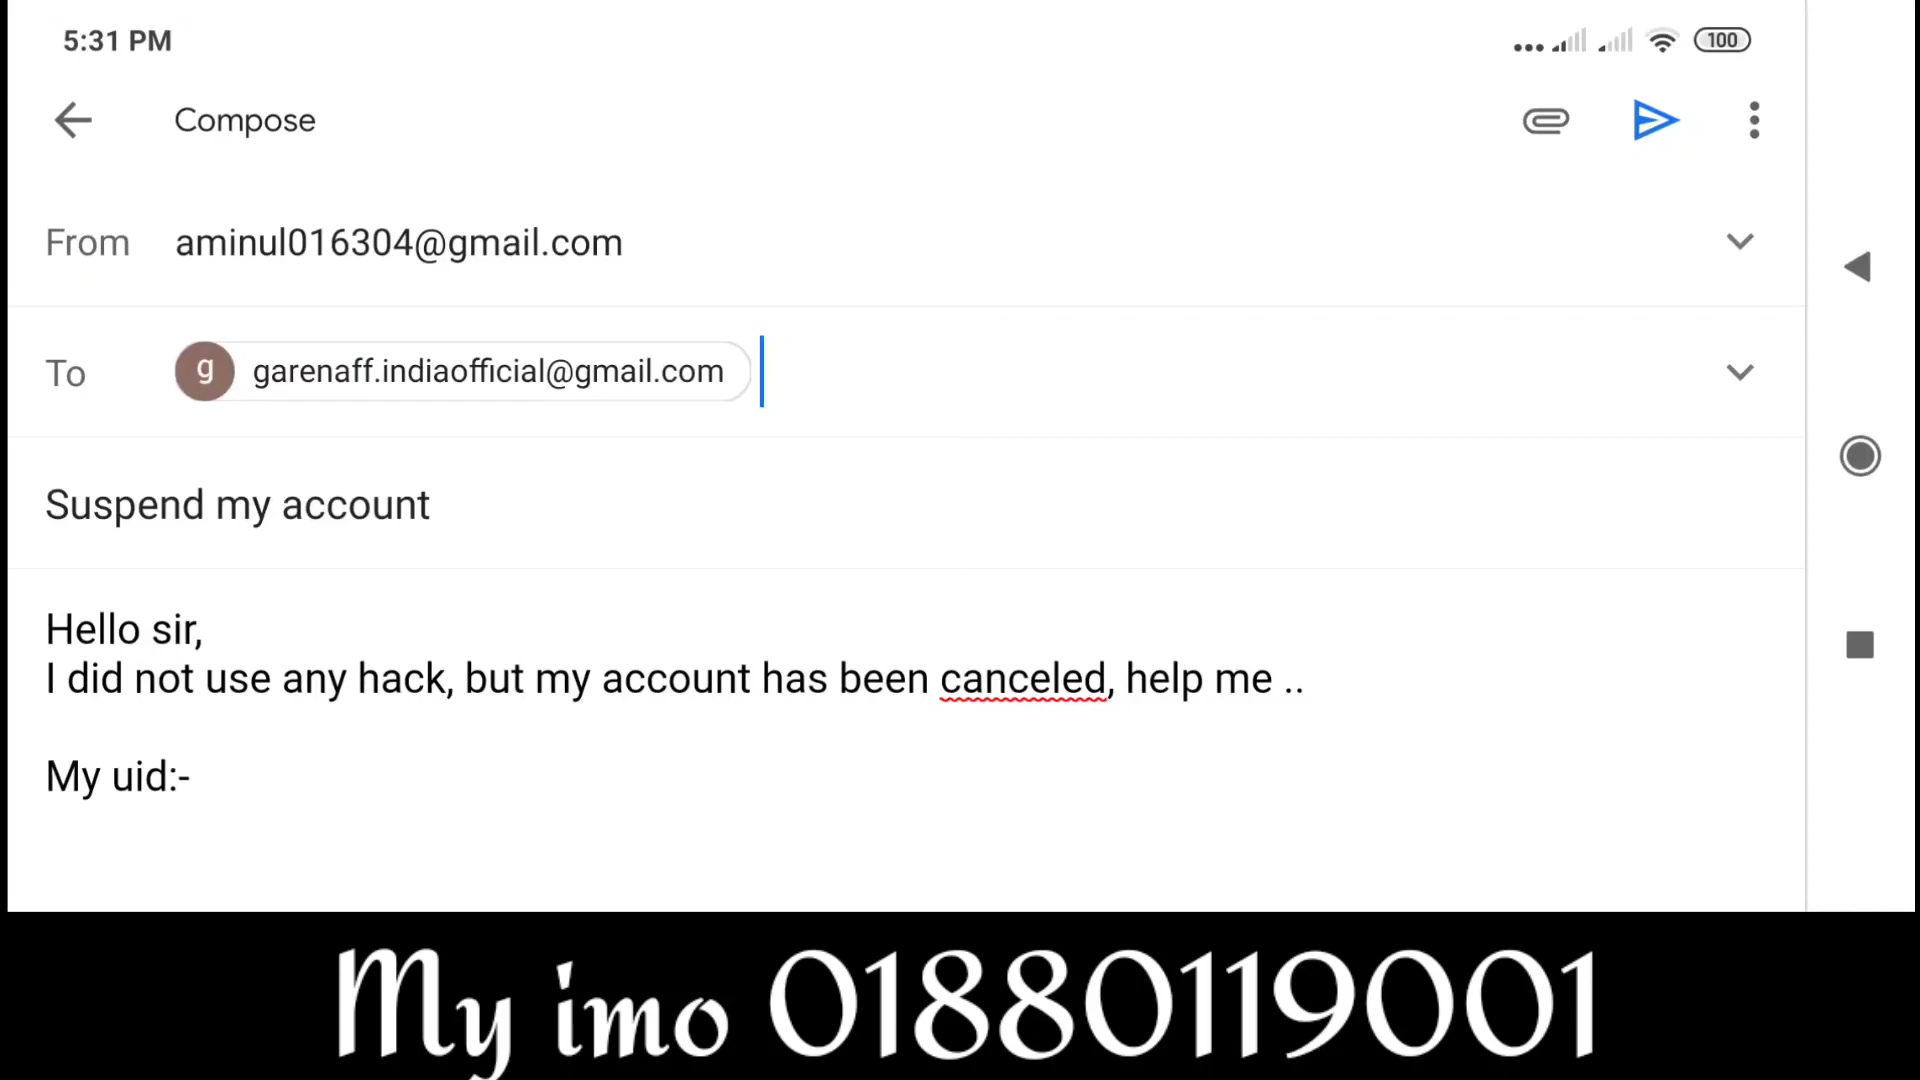 5:31 PM
100
Compose
From aminul016304@gmail.com
To g garenaff.indiaofficial@gmail.com
Suspend my account
Hello sir,
I did not use any hack, but my account has been canceled, help me ..
My uid:-
My imo 01880119001